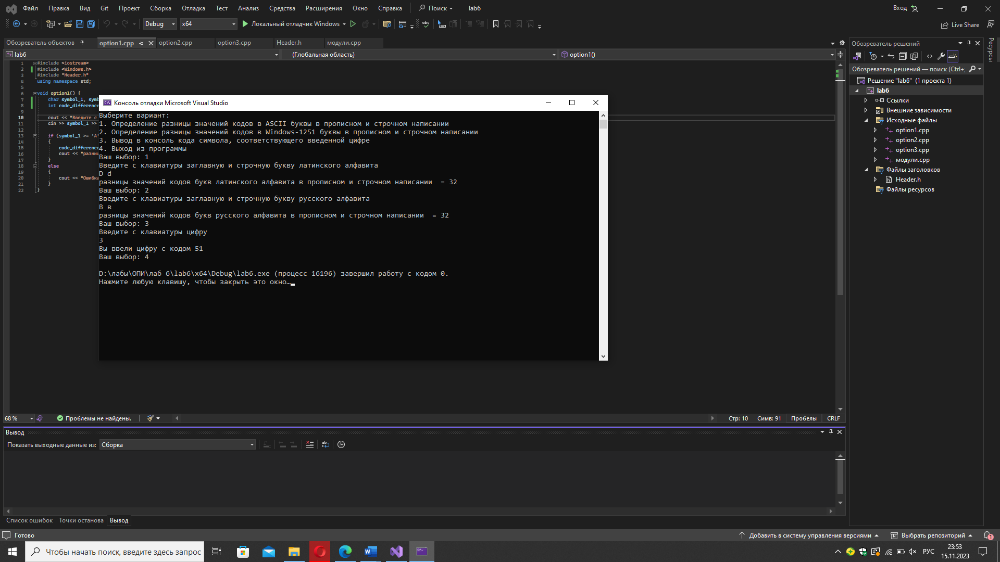 Файл Правка Вид Git Проект Сборка Отладка Тест Анализ Средства Расширения Окно Справка Поиск lab6 Вход
Debug x64 Локальный отладчик Windows Live Share
Обозреватель объектов option1.cpp option2.cpp option3.cpp Header.h модули.cpp
lab6 (Глобальная область) option1()
1 #include <iostream>
2 #include <Windows.h>
3 #include "Header.h"
4 using namespace std;
5
6 void option1() {
7 char symbol_1, symb
8 int code_difference
9
10 cout << "Введите с
11 cin >> symbol_1 >>
12
13 if (symbol_1 >= 'A'
14 {
15 code_difference
16 cout << "разниц
17 }
18 else
19 {
20 cout << "Ошибка
21 }
22 }
Консоль отладки Microsoft Visual Studio
Выберите вариант:
1. Определение разницы значений кодов в ASCII буквы в прописном и строчном написании
2. Определение разницы значений кодов в Windows-1251 буквы в прописном и строчном написании
3. Вывод в консоль кода символа, соответствующего введенной цифре
4. Выход из программы
Ваш выбор: 1
Введите с клавиатуры заглавную и строчную букву латинского алфавита
D d
разницы значений кодов букв латинского алфавита в прописном и строчном написании  = 32
Ваш выбор: 2
Введите с клавиатуры заглавную и строчную букву русского алфавита
В в
разницы значений кодов букв русского алфавита в прописном и строчном написании  = 32
Ваш выбор: 3
Введите с клавиатуры цифру
3
Вы ввели цифру с кодом 51
Ваш выбор: 4
D:\лабы\ОПИ\лаб 6\lab6\x64\Debug\lab6.exe (процесс 16196) завершил работу с кодом 0.
Нажмите любую клавишу, чтобы закрыть это окно…
Обозреватель решений
Обозреватель решений — поиск (Ctrl+;
Решение "lab6" (1 проекта 1)
lab6
Ссылки
Внешние зависимости
Исходные файлы
option1.cpp
option2.cpp
option3.cpp
модули.cpp
Файлы заголовков
Header.h
Файлы ресурсов
Ресурсы
68 % Проблемы не найдены. Стр: 10 Симв: 91 Пробелы CRLF
Вывод
Показать выходные данные из: Сборка
Список ошибок Точки останова Вывод
Готово Добавить в систему управления версиями Выбрать репозиторий 1
Чтобы начать поиск, введите здесь запрос РУС 23:53
15.11.2023